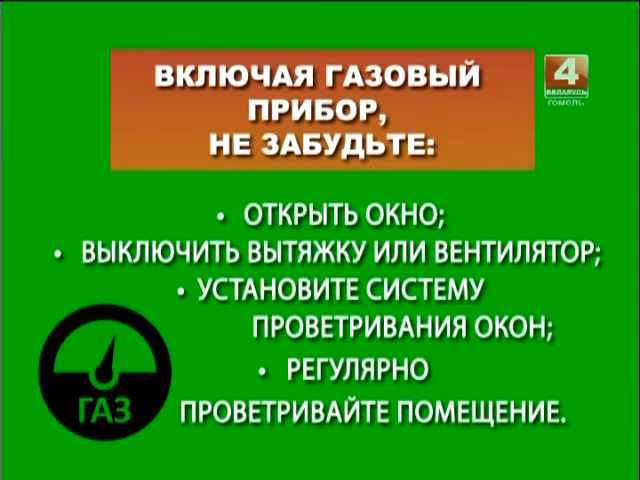 ВКЛЮЧАЯ ГАЗОВЫЙ
ПРИБОР,
НЕ ЗАБУДЬТЕ:
4
БЕЛАРУСЬ
ГОМЕЛЬ
• ОТКРЫТЬ ОКНО;
• ВЫКЛЮЧИТЬ ВЫТЯЖКУ ИЛИ ВЕНТИЛЯТОР;
• УСТАНОВИТЕ СИСТЕМУ
ПРОВЕТРИВАНИЯ ОКОН;
• РЕГУЛЯРНО
ПРОВЕТРИВАЙТЕ ПОМЕЩЕНИЕ.
ГАЗ